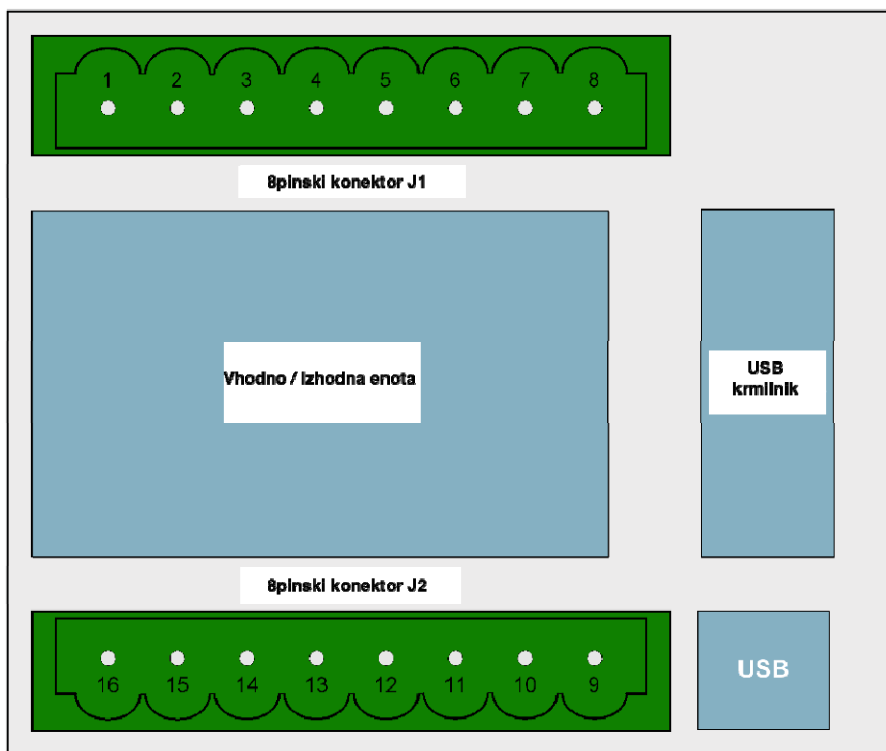 1 2 3 4 5 6 7 8
8pinski konektor J1
Vhodno / Izhodna enota
USB
krmilnik
8pinski konektor J2
16 15 14 13 12 11 10 9
USB